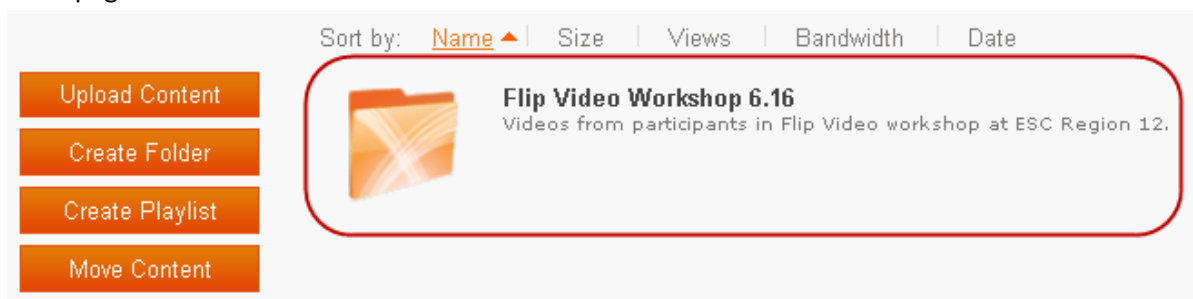 Sort by: Name Size Views Bandwidth Date
Upload Content
Create Folder
Create Playlist
Move Content
Flip Video Workshop 6.16
Videos from participants in Flip Video workshop at ESC Region 12.